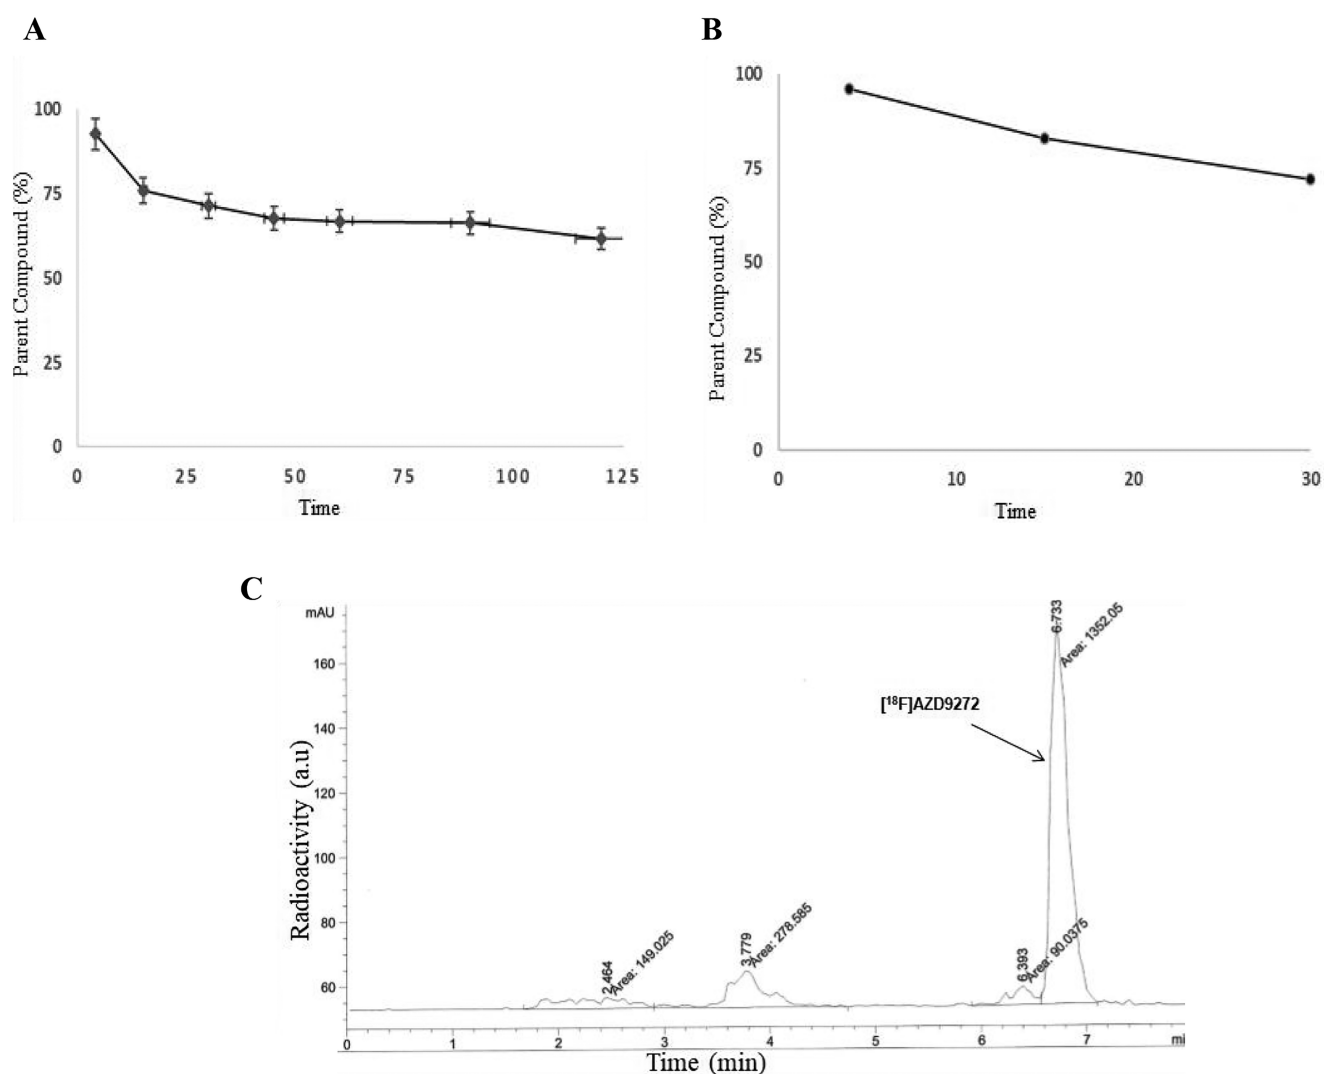 A
100
75
50
25
0
0 25 50 75 100 125
Parent Compound (%)
Time
B
100
75
50
25
0
0 10 20 30
Parent Compound (%)
Time
C
mAU
160
140
120
100
80
60
Radioactivity (a.u)
2.464
Area: 149.025
3.779
Area: 278.585
6.393
Area: 90.0375
6.733
Area: 1352.05
[¹⁸F]AZD9272
0 1 2 3 4 5 6 7 mi
Time (min)